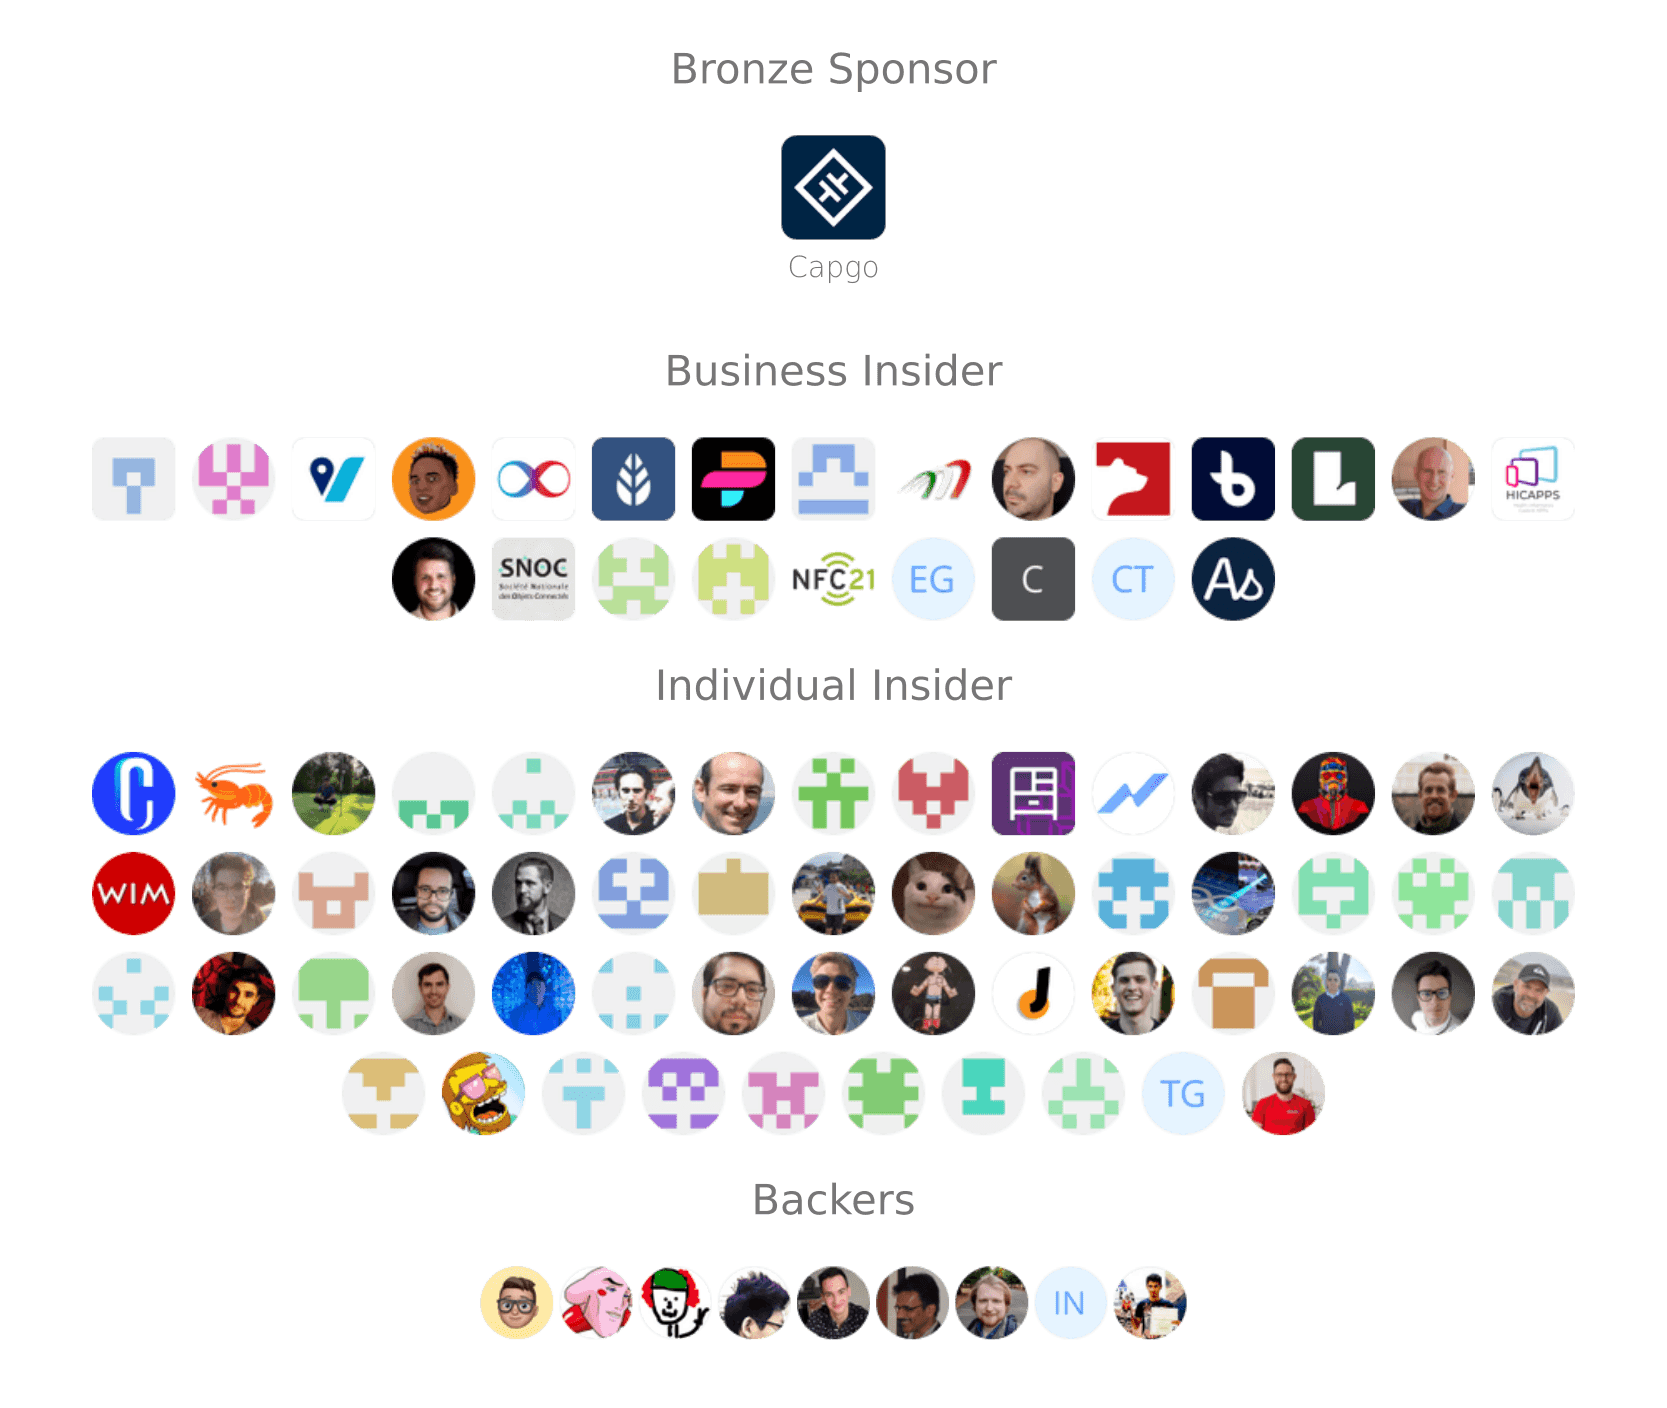 Bronze Sponsor
Capgo
Business Insider
HICAPPS
SNOC
Société Nationale
des Objets Connectés
NFC21
EG
C
CT
As
Individual Insider
WIM
TG
Backers
IN